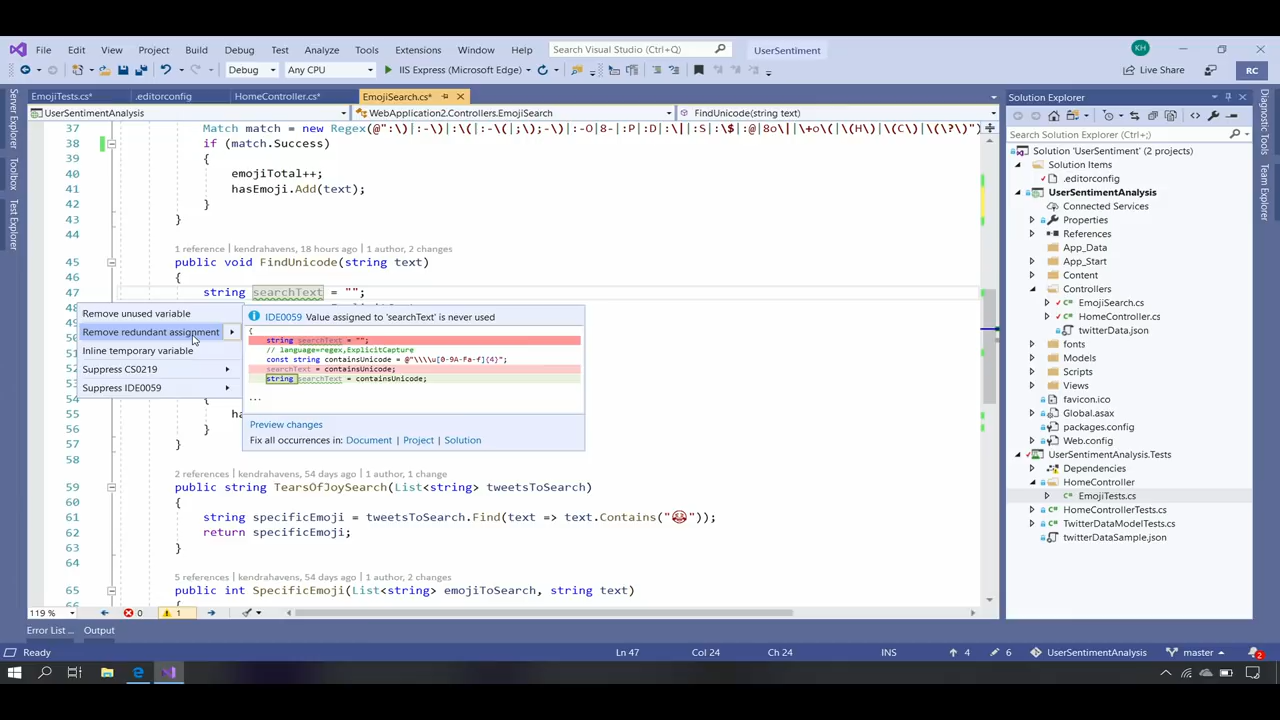 File Edit View Project Build Debug Test Analyze Tools Extensions Window Help Search Visual Studio (Ctrl+Q) UserSentiment KH
Debug Any CPU IIS Express (Microsoft Edge) Live Share RC
EmojiTests.cs* .editorconfig HomeController.cs* EmojiSearch.cs*
UserSentimentAnalysis WebApplication2.Controllers.EmojiSearch FindUnicode(string text)
Server Explorer
Toolbox
Test Explorer
37 Match match = new Regex(@":\)|:-\)|:\(|:-\(|;\);-\)|:-O|8-|:P|:D|:\||:S|:\$|:@|8o\||\+o\(|\(H\)|\(C\)|\(\?\)")
38 if (match.Success)
39 {
40 emojiTotal++;
41 hasEmoji.Add(text);
42 }
43 }
44
1 reference | kendrahavens, 18 hours ago | 1 author, 2 changes
45 public void FindUnicode(string text)
46 {
47 string searchText = "";
48
Remove unused variable
Remove redundant assignment
Inline temporary variable
Suppress CS0219
Suppress IDE0059
IDE0059 Value assigned to 'searchText' is never used
{
string searchText = "";
// language=regex,ExplicitCapture
const string containsUnicode = @"\\\\u[0-9A-Fa-f]{4}";
searchText = containsUnicode;
string searchText = containsUnicode;
...
Preview changes
Fix all occurrences in: Document | Project | Solution
54 {
55 ha
56 }
57 }
58
2 references | kendrahavens, 54 days ago | 1 author, 1 change
59 public string TearsOfJoySearch(List<string> tweetsToSearch)
60 {
61 string specificEmoji = tweetsToSearch.Find(text => text.Contains("😂"));
62 return specificEmoji;
63 }
64
5 references | kendrahavens, 54 days ago | 1 author, 2 changes
65 public int SpecificEmoji(List<string> emojiToSearch, string text)
66 {
119 % 0 1
Error List ... Output
Solution Explorer
Search Solution Explorer (Ctrl+;)
Solution 'UserSentiment' (2 projects)
Solution Items
.editorconfig
UserSentimentAnalysis
Connected Services
Properties
References
App_Data
App_Start
Content
Controllers
EmojiSearch.cs
HomeController.cs
twitterData.json
fonts
Models
Scripts
Views
favicon.ico
Global.asax
packages.config
Web.config
UserSentimentAnalysis.Tests
Dependencies
HomeController
EmojiTests.cs
HomeControllerTests.cs
TwitterDataModelTests.cs
twitterDataSample.json
Diagnostic Tools
Team Explorer
Ready Ln 47 Col 24 Ch 24 INS 4 6 UserSentimentAnalysis master 2